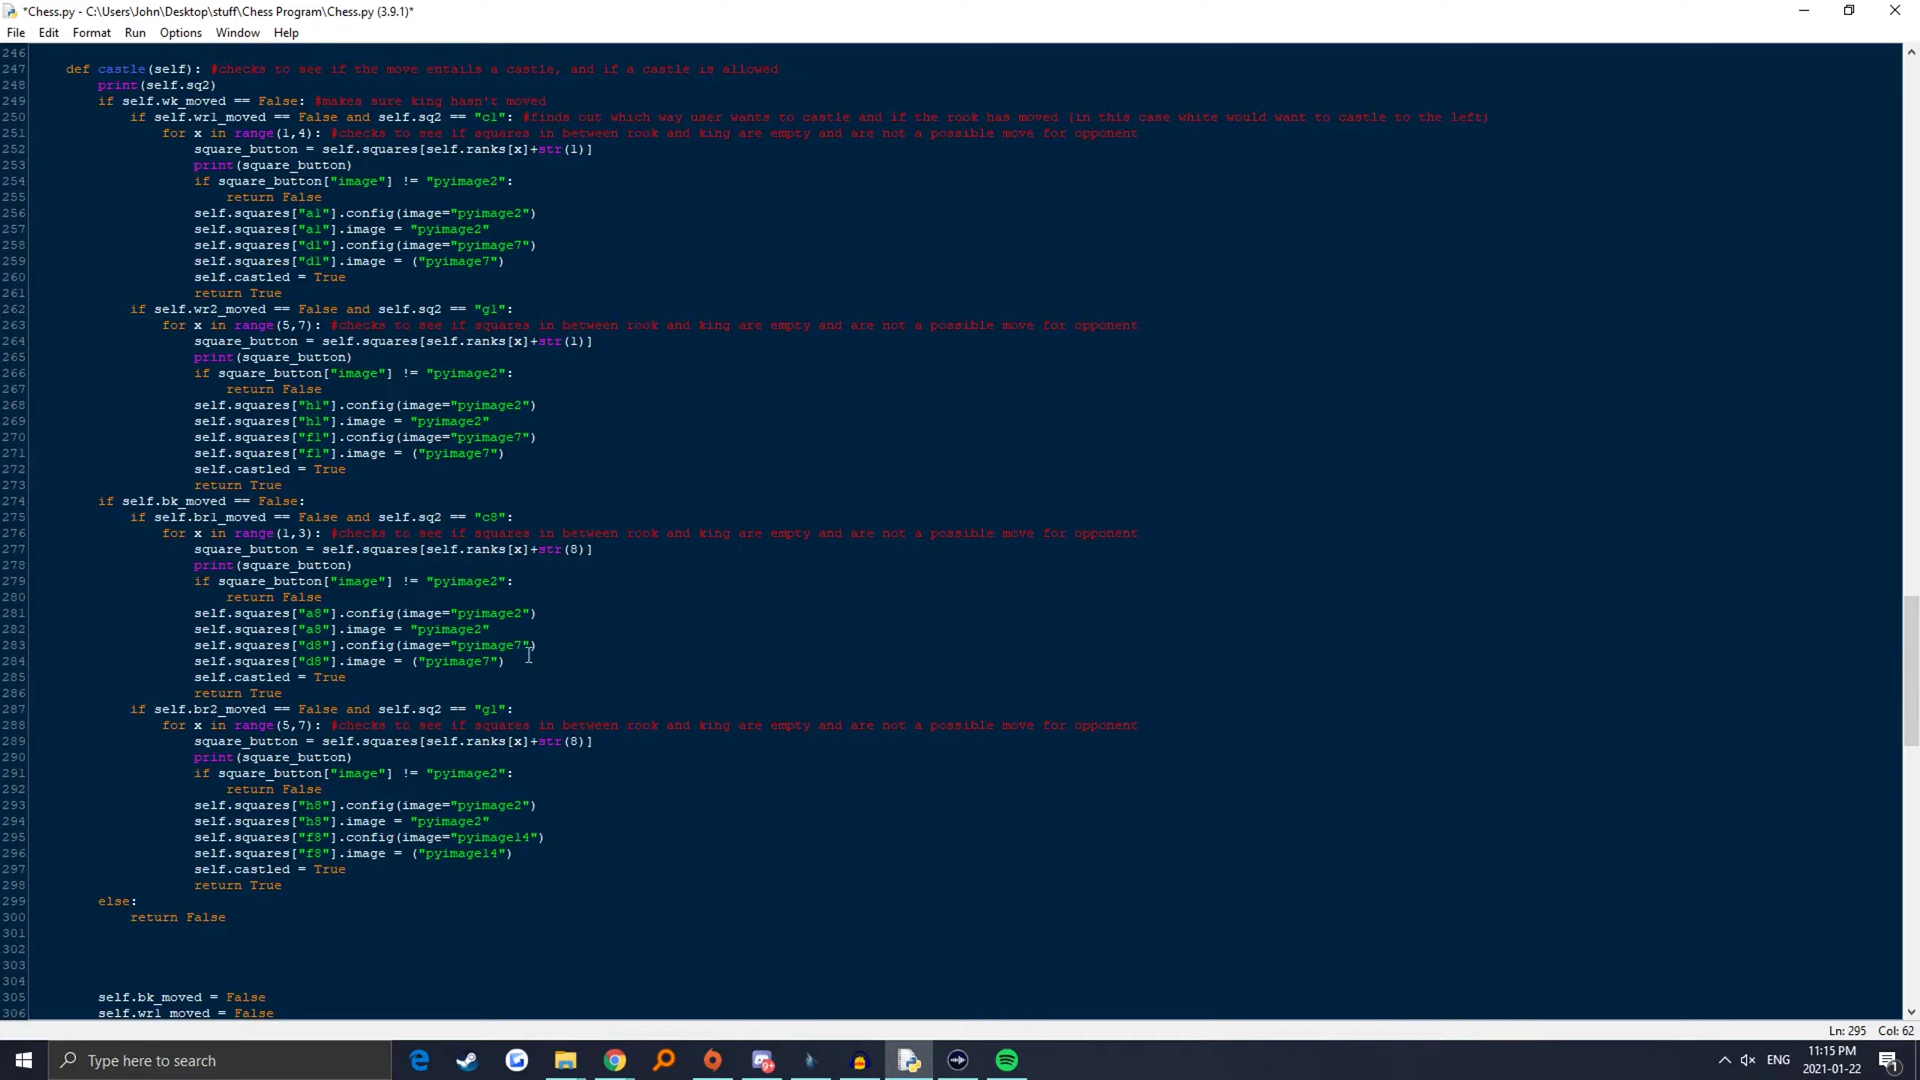 *Chess.py - C:\Users\John\Desktop\stuff\Chess Program\Chess.py (3.9.1)*
File Edit Format Run Options Window Help
246
247 def castle(self): #checks to see if the move entails a castle, and if a castle is allowed
248 print(self.sq2)
249 if self.wk_moved == False: #makes sure king hasn't moved
250 if self.wr1_moved == False and self.sq2 == "c1": #finds out which way user wants to castle and if the rook has moved (in this case white would want to castle to the left)
251 for x in range(1,4): #checks to see if squares in between rook and king are empty and are not a possible move for opponent
252 square_button = self.squares[self.ranks[x]+str(1)]
253 print(square_button)
254 if square_button["image"] != "pyimage2":
255 return False
256 self.squares["a1"].config(image="pyimage2")
257 self.squares["a1"].image = "pyimage2"
258 self.squares["d1"].config(image="pyimage7")
259 self.squares["d1"].image = ("pyimage7")
260 self.castled = True
261 return True
262 if self.wr2_moved == False and self.sq2 == "g1":
263 for x in range(5,7): #checks to see if squares in between rook and king are empty and are not a possible move for opponent
264 square_button = self.squares[self.ranks[x]+str(1)]
265 print(square_button)
266 if square_button["image"] != "pyimage2":
267 return False
268 self.squares["h1"].config(image="pyimage2")
269 self.squares["h1"].image = "pyimage2"
270 self.squares["f1"].config(image="pyimage7")
271 self.squares["f1"].image = ("pyimage7")
272 self.castled = True
273 return True
274 if self.bk_moved == False:
275 if self.br1_moved == False and self.sq2 == "c8":
276 for x in range(1,3): #checks to see if squares in between rook and king are empty and are not a possible move for opponent
277 square_button = self.squares[self.ranks[x]+str(8)]
278 print(square_button)
279 if square_button["image"] != "pyimage2":
280 return False
281 self.squares["a8"].config(image="pyimage2")
282 self.squares["a8"].image = "pyimage2"
283 self.squares["d8"].config(image="pyimage7")
284 self.squares["d8"].image = ("pyimage7")
285 self.castled = True
286 return True
287 if self.br2_moved == False and self.sq2 == "g1":
288 for x in range(5,7): #checks to see if squares in between rook and king are empty and are not a possible move for opponent
289 square_button = self.squares[self.ranks[x]+str(8)]
290 print(square_button)
291 if square_button["image"] != "pyimage2":
292 return False
293 self.squares["h8"].config(image="pyimage2")
294 self.squares["h8"].image = "pyimage2"
295 self.squares["f8"].config(image="pyimage14")
296 self.squares["f8"].image = ("pyimage14")
297 self.castled = True
298 return True
299 else:
300 return False
301
302
303
304
305 self.bk_moved = False
306 self.wr1_moved = False
Ln: 295 Col: 62
Type here to search
9+
ENG
11:15 PM
2021-01-22
1